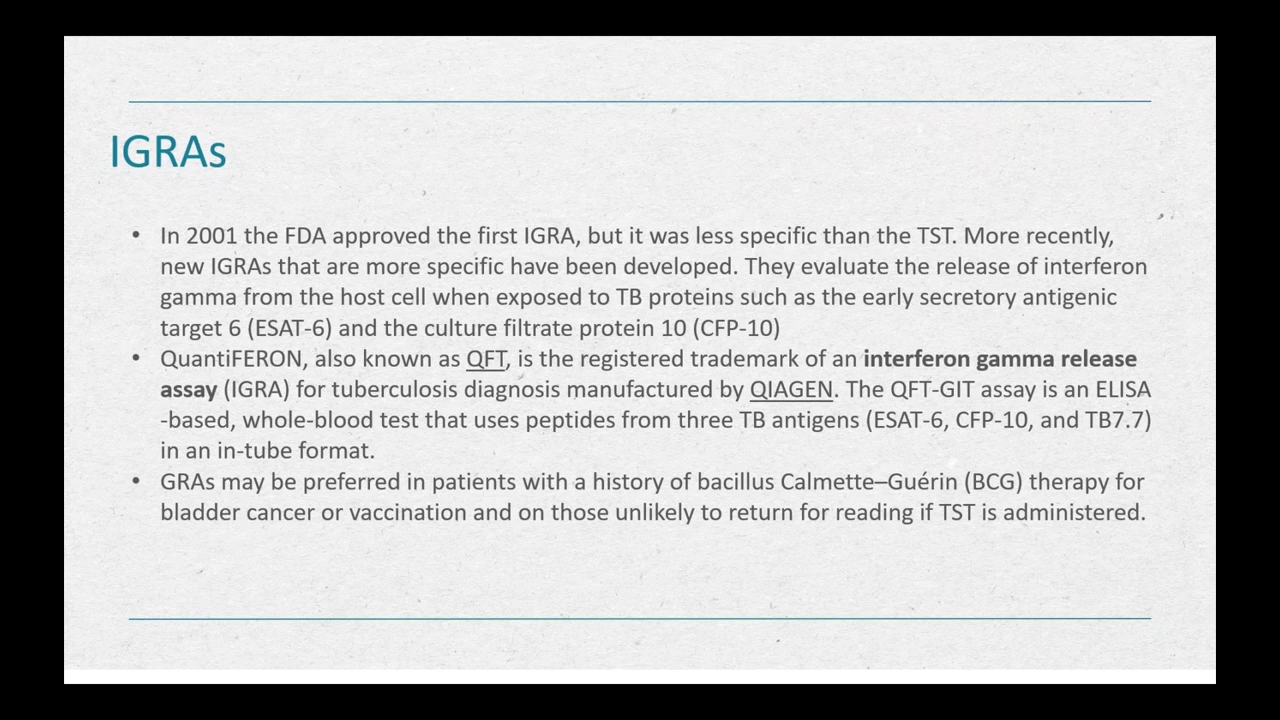 IGRAs
• In 2001 the FDA approved the first IGRA, but it was less specific than the TST. More recently,
new IGRAs that are more specific have been developed. They evaluate the release of interferon
gamma from the host cell when exposed to TB proteins such as the early secretory antigenic
target 6 (ESAT-6) and the culture filtrate protein 10 (CFP-10)
• QuantiFERON, also known as QFT, is the registered trademark of an interferon gamma release
assay (IGRA) for tuberculosis diagnosis manufactured by QIAGEN. The QFT-GIT assay is an ELISA
-based, whole-blood test that uses peptides from three TB antigens (ESAT-6, CFP-10, and TB7.7)
in an in-tube format.
• GRAs may be preferred in patients with a history of bacillus Calmette–Guérin (BCG) therapy for
bladder cancer or vaccination and on those unlikely to return for reading if TST is administered.